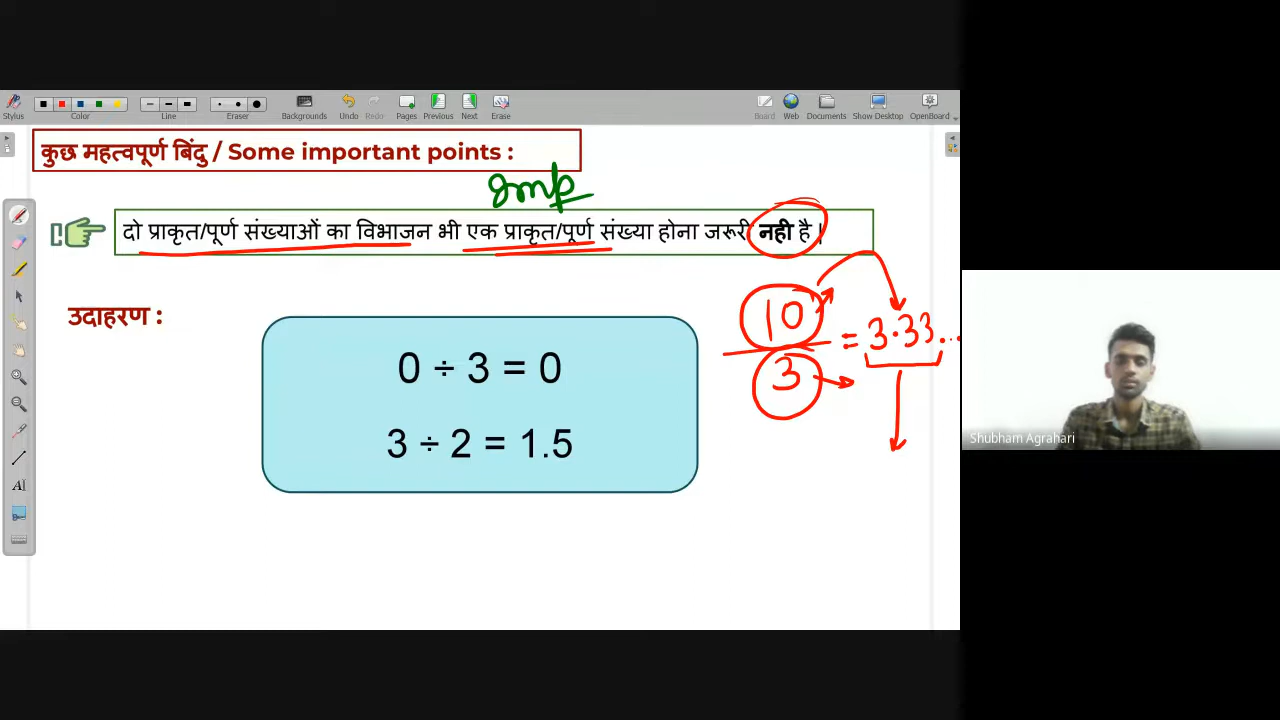 Stylus
Color
Line
Eraser
Backgrounds
Undo
Redo
Pages
Previous
Next
Erase
Board
Web
Documents
Show Desktop
OpenBoard
कुछ महत्वपूर्ण बिंदु / Some important points :
Imp
दो प्राकृत/पूर्ण संख्याओं का विभाजन भी एक प्राकृत/पूर्ण संख्या होना जरूरी नही है |
उदाहरण :
0 ÷ 3 = 0
3 ÷ 2 = 1.5
10
3
= 3.33...
Shubham Agrahari
AI